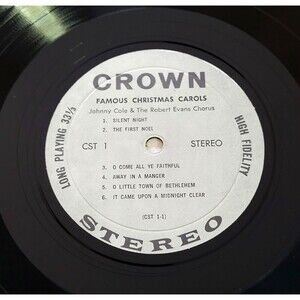 CROWN
FAMOUS CHRISTMAS CAROLS
Johnny Cole & The Robert Evans Chorus
1. SILENT NIGHT
2. THE FIRST NOEL
CST 1 STEREO
LONG PLAYING 33⅓
HIGH FIDELITY
3. O COME ALL YE FAITHFUL
4. AWAY IN A MANGER
5. O LITTLE TOWN OF BETHLEHEM
6. IT CAME UPON A MIDNIGHT CLEAR
(CST 1-1)
STEREO